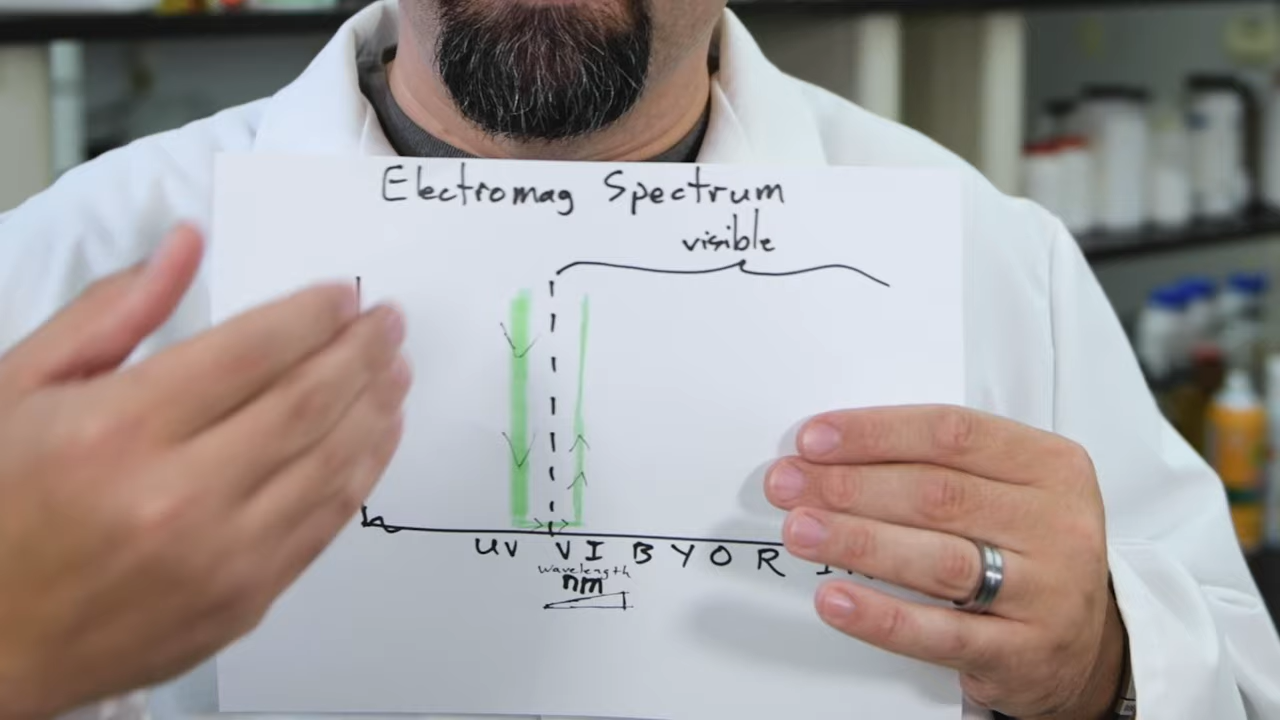 Electromag Spectrum
visible
UV V I B Y O R
wavelength
nm